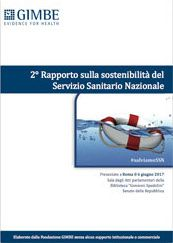 GIMBE
EVIDENCE FOR HEALTH
2° Rapporto sulla sostenibilità del
Servizio Sanitario Nazionale
#salviamoSSN
Presentato a Roma il 6 giugno 2017
Sala degli Atti parlamentari della
Biblioteca "Giovanni Spadolini"
Senato della Repubblica
Elaborato dalla Fondazione GIMBE senza alcun supporto istituzionale o commerciale